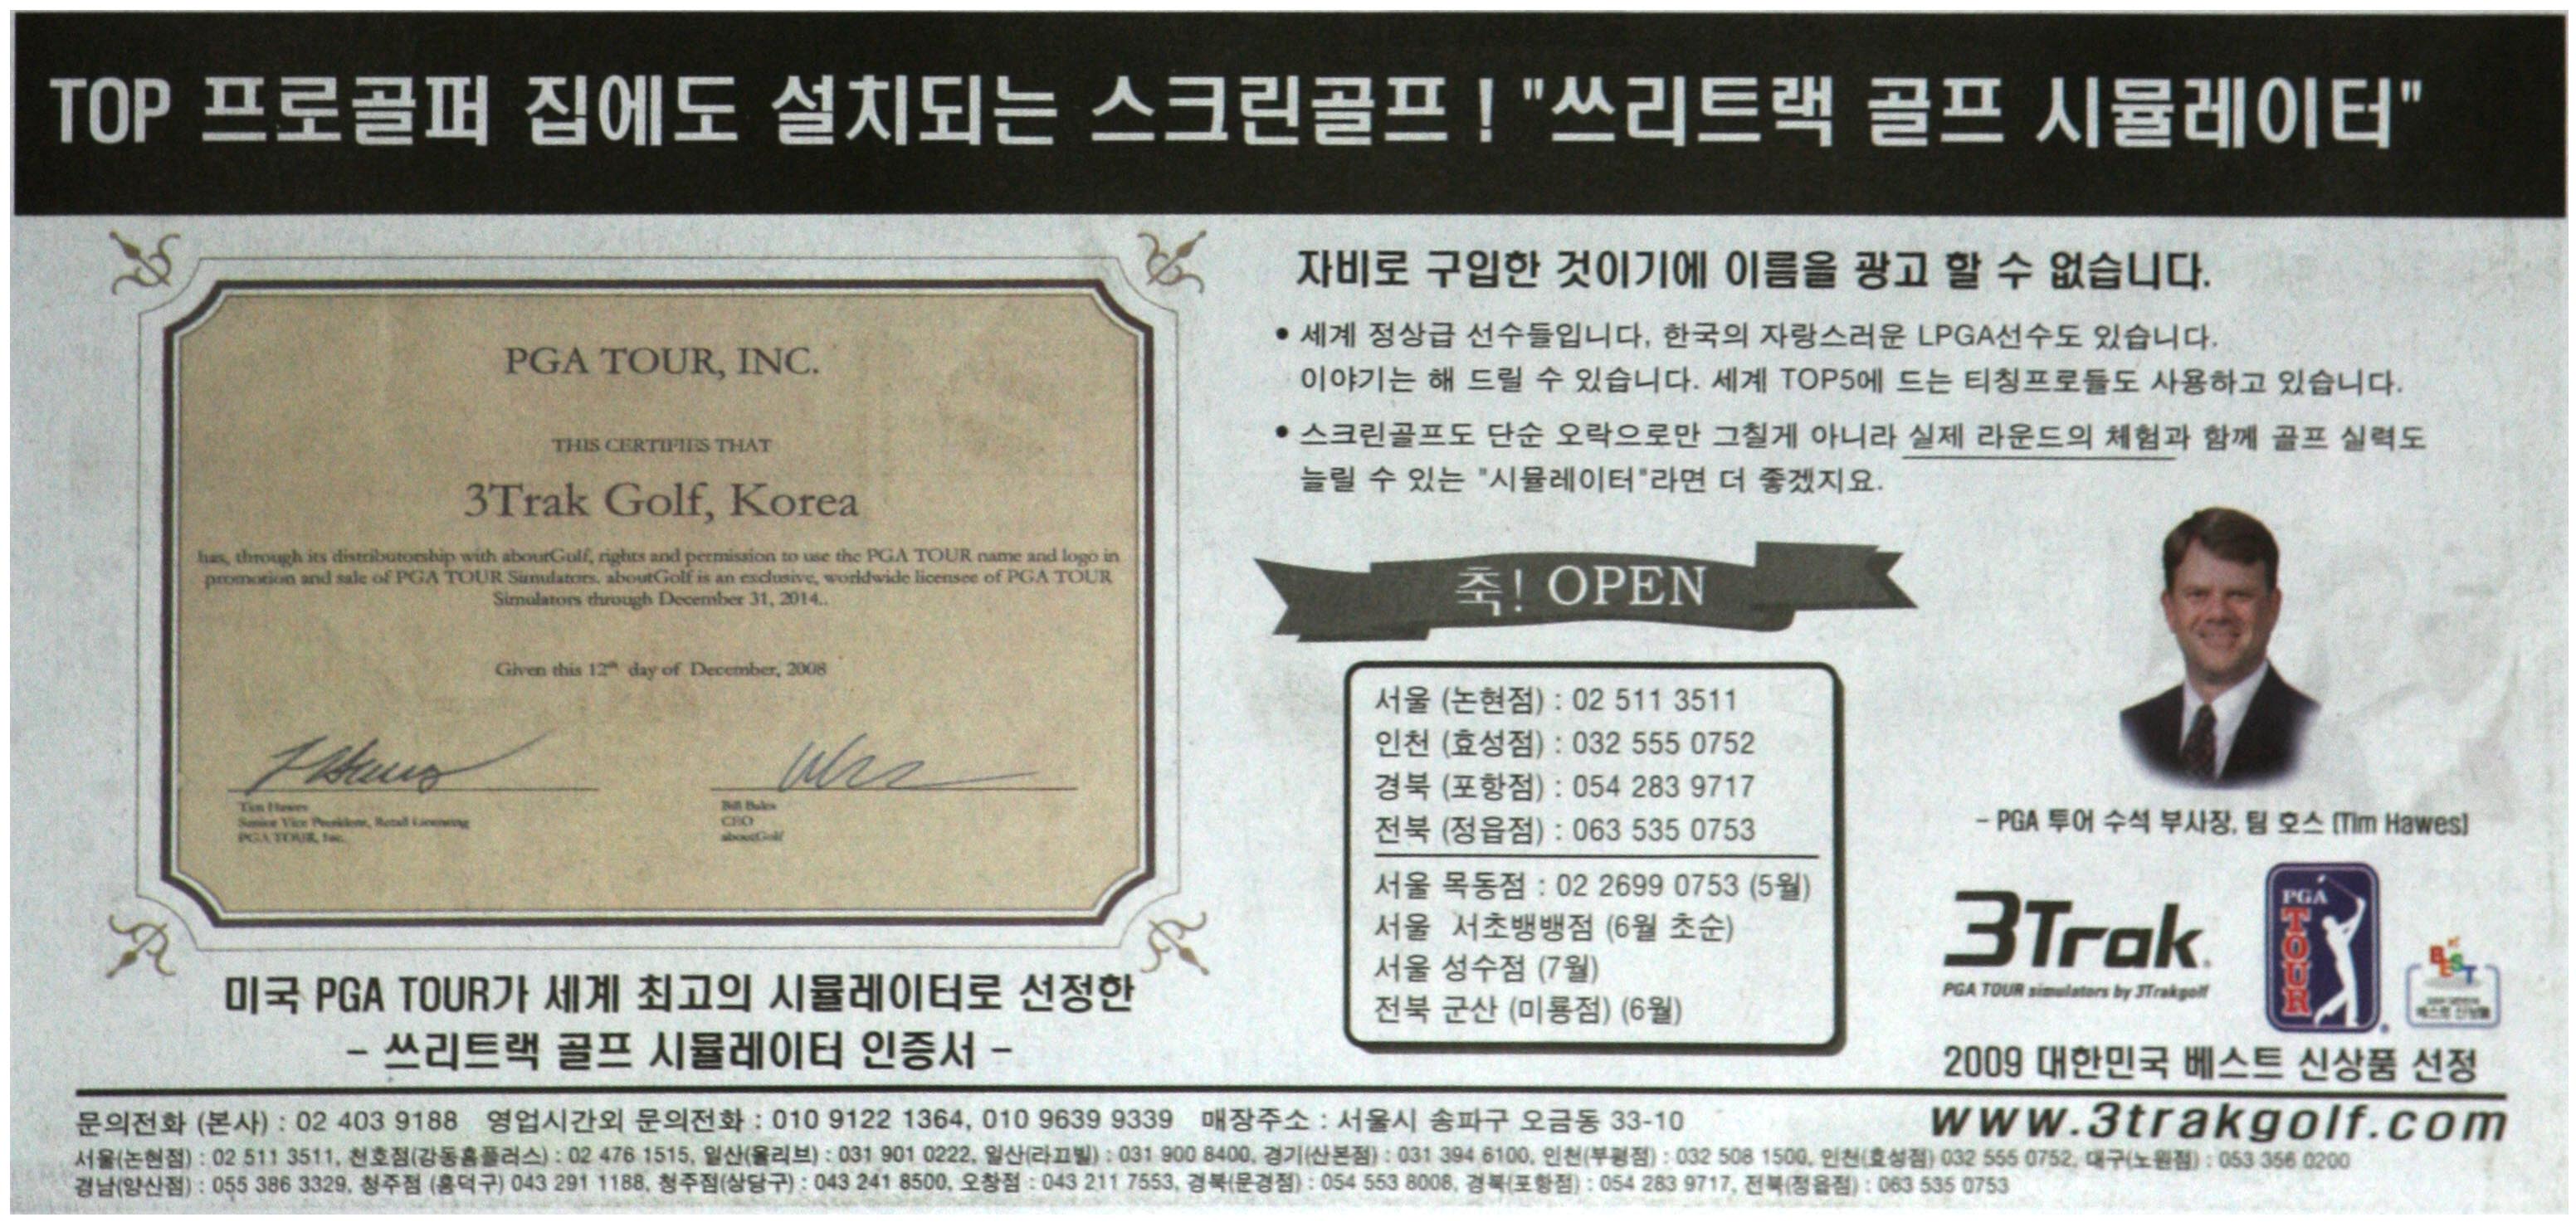 TOP 프로골퍼 집에도 설치되는 스크린골프 ! "쓰리트랙 골프 시뮬레이터"
PGA TOUR, INC.
THIS CERTIFIES THAT
3Trak Golf, Korea
has, through its distributorship with aboutGolf, rights and permission to use the PGA TOUR name and logo in
promotion and sale of PGA TOUR Simulators. aboutGolf is an exclusive, worldwide licensee of PGA TOUR
Simulators through December 31, 2014..
Given this 12th day of December, 2008
Tim Hawes
Senior Vice President, Retail Licensing
PGA TOUR, Inc.
Bill Bales
CEO
aboutGolf
미국 PGA TOUR가 세계 최고의 시뮬레이터로 선정한
- 쓰리트랙 골프 시뮬레이터 인증서 -
자비로 구입한 것이기에 이름을 광고 할 수 없습니다.
• 세계 정상급 선수들입니다, 한국의 자랑스러운 LPGA선수도 있습니다.
이야기는 해 드릴 수 있습니다. 세계 TOP5에 드는 티칭프로들도 사용하고 있습니다.
• 스크린골프도 단순 오락으로만 그칠게 아니라 실제 라운드의 체험과 함께 골프 실력도
늘릴 수 있는 "시뮬레이터"라면 더 좋겠지요.
축! OPEN
서울 (논현점) : 02 511 3511
인천 (효성점) : 032 555 0752
경북 (포항점) : 054 283 9717
전북 (정읍점) : 063 535 0753
서울 목동점 : 02 2699 0753 (5월)
서울 서초뱅뱅점 (6월 초순)
서울 성수점 (7월)
전북 군산 (미룡점) (6월)
- PGA 투어 수석 부사장, 팀 호스 (Tim Hawes)
3Trak
PGA TOUR simulators by 3Trakgolf
PGA
TOUR
BEST
베스트 신상품
2009 대한민국 베스트 신상품 선정
www.3trakgolf.com
문의전화 (본사) : 02 403 9188 영업시간외 문의전화 : 010 9122 1364, 010 9639 9339 매장주소 : 서울시 송파구 오금동 33-10
서울(논현점) : 02 511 3511, 천호점(강동홈플러스) : 02 476 1515, 일산(올리브) : 031 901 0222, 일산(라끄빌) : 031 900 8400, 경기(산본점) : 031 394 6100, 인천(부평점) : 032 508 1500, 인천(효성점) 032 555 0752, 대구(노원점) : 053 356 0200
경남(양산점) : 055 386 3329, 청주점 (흥덕구) 043 291 1188, 청주점(상당구) : 043 241 8500, 오창점 : 043 211 7553, 경북(문경점) : 054 553 8008, 경북(포항점) : 054 283 9717, 전북(정읍점) : 063 535 0753